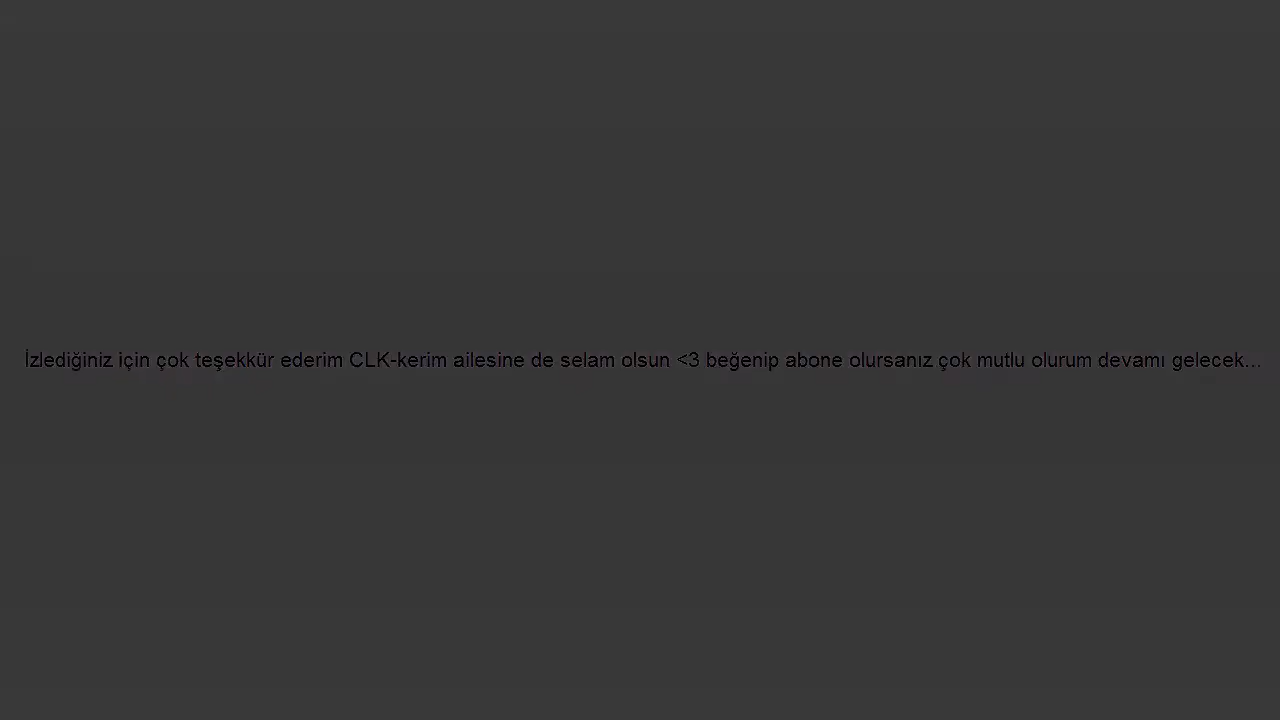 İzlediğiniz için çok teşekkür ederim CLK-kerim ailesine de selam olsun <3 beğenip abone olursanız çok mutlu olurum devamı gelecek...